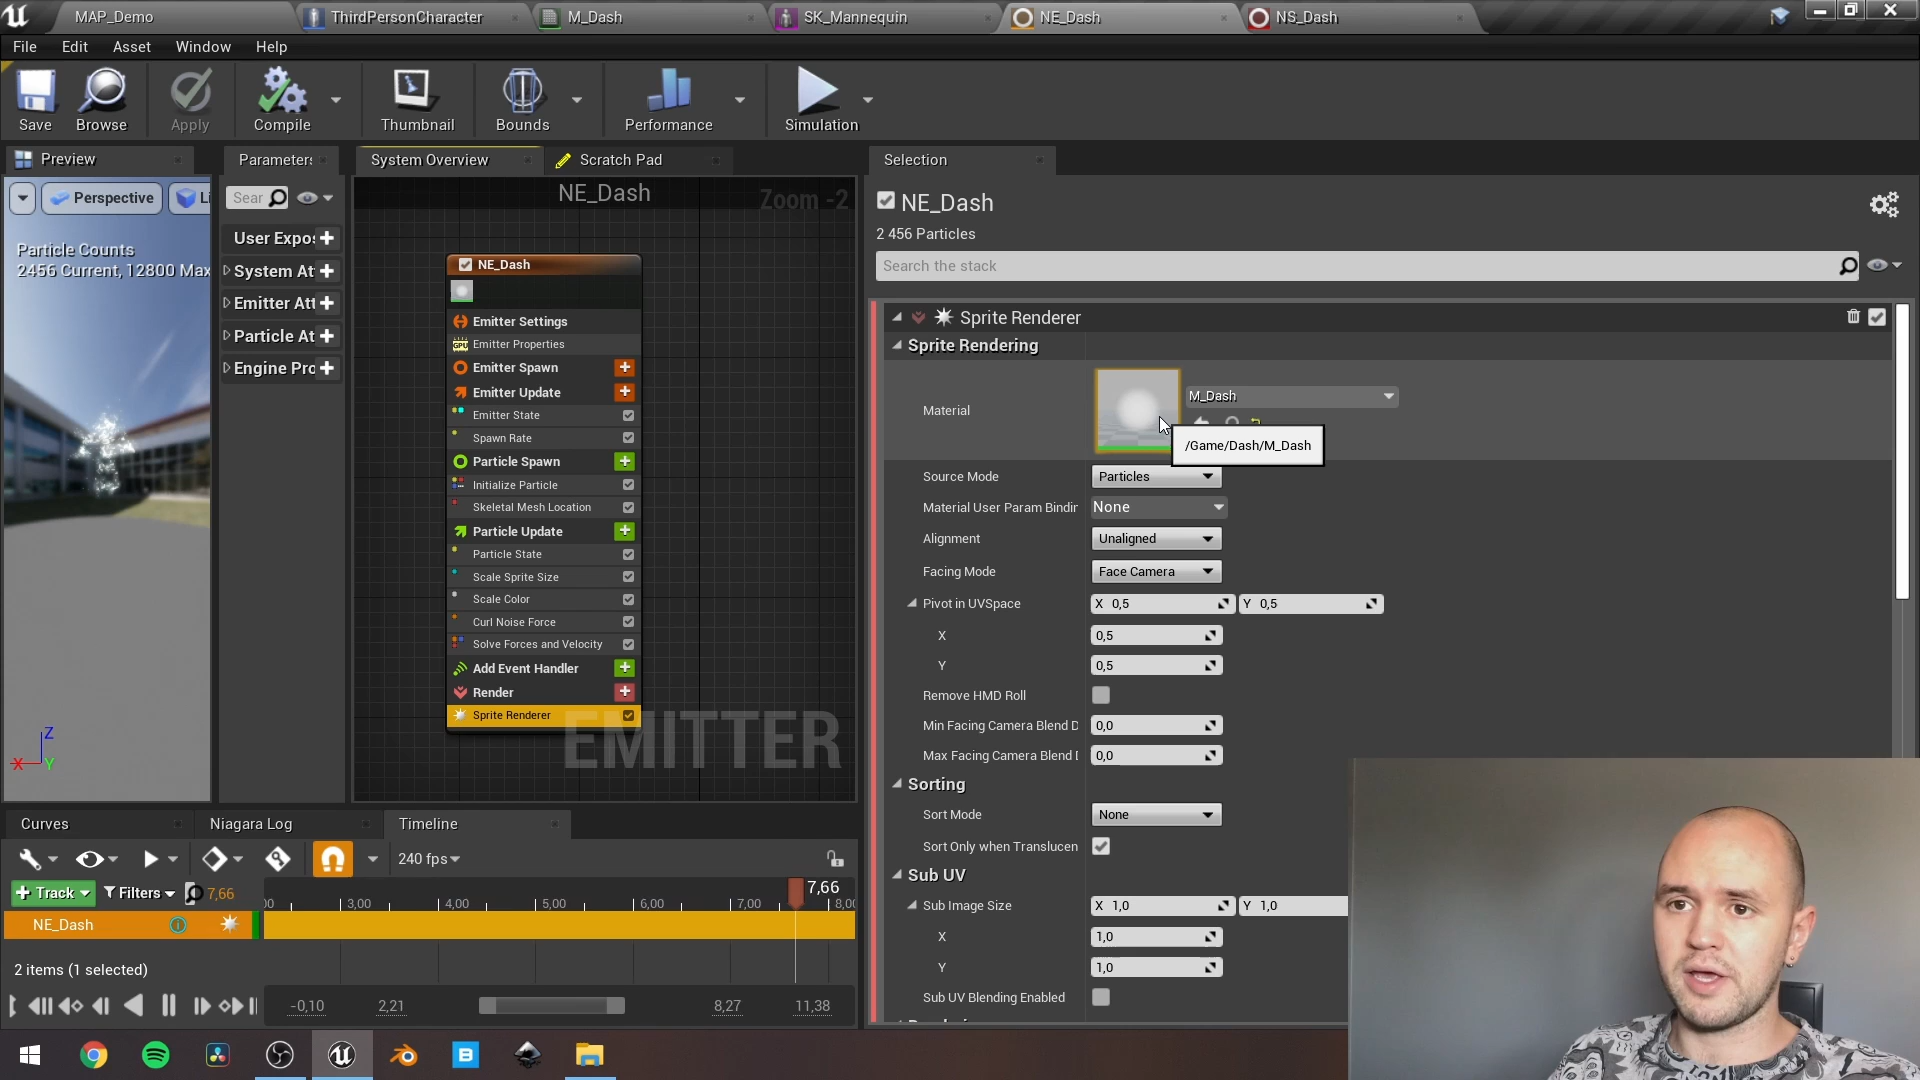 MAP_Demo
ThirdPersonCharacter
M_Dash
SK_Mannequin
NE_Dash
NS_Dash
File Edit Asset Window Help
Save
Browse
Apply
Compile
Thumbnail
Bounds
Performance
Simulation
Preview
Parameters
System Overview
Scratch Pad
Selection
Perspective
Li
Particle Counts
2456 Current, 12800 Max
Z
X
Y
Sear
User Expo
System At
Emitter Att
Particle At
Engine Pro
NE_Dash
Zoom -2
NE_Dash
Emitter Settings
GPU
Emitter Properties
Emitter Spawn
Emitter Update
Emitter State
Spawn Rate
Particle Spawn
Initialize Particle
Skeletal Mesh Location
Particle Update
Particle State
Scale Sprite Size
Scale Color
Curl Noise Force
Solve Forces and Velocity
Add Event Handler
Render
Sprite Renderer
EMITTER
NE_Dash
2 456 Particles
Search the stack
Sprite Renderer
Sprite Rendering
Material
M_Dash
/Game/Dash/M_Dash
Source Mode Particles
Material User Param Bindir None
Alignment Unaligned
Facing Mode Face Camera
Pivot in UVSpace X 0,5 Y 0,5
X 0,5
Y 0,5
Remove HMD Roll
Min Facing Camera Blend D 0,0
Max Facing Camera Blend 0,0
Sorting
Sort Mode None
Sort Only when Translucen
Sub UV
Sub Image Size X 1,0 Y 1,0
X 1,0
Y 1,0
Sub UV Blending Enabled
Curves
Niagara Log
Timeline
240 fps
Track
Filters
7,66
7,66
3,00 4,00 5,00 6,00 7,00 8,0
NE_Dash
2 items (1 selected)
-0,10
2,21
8,27
11,38